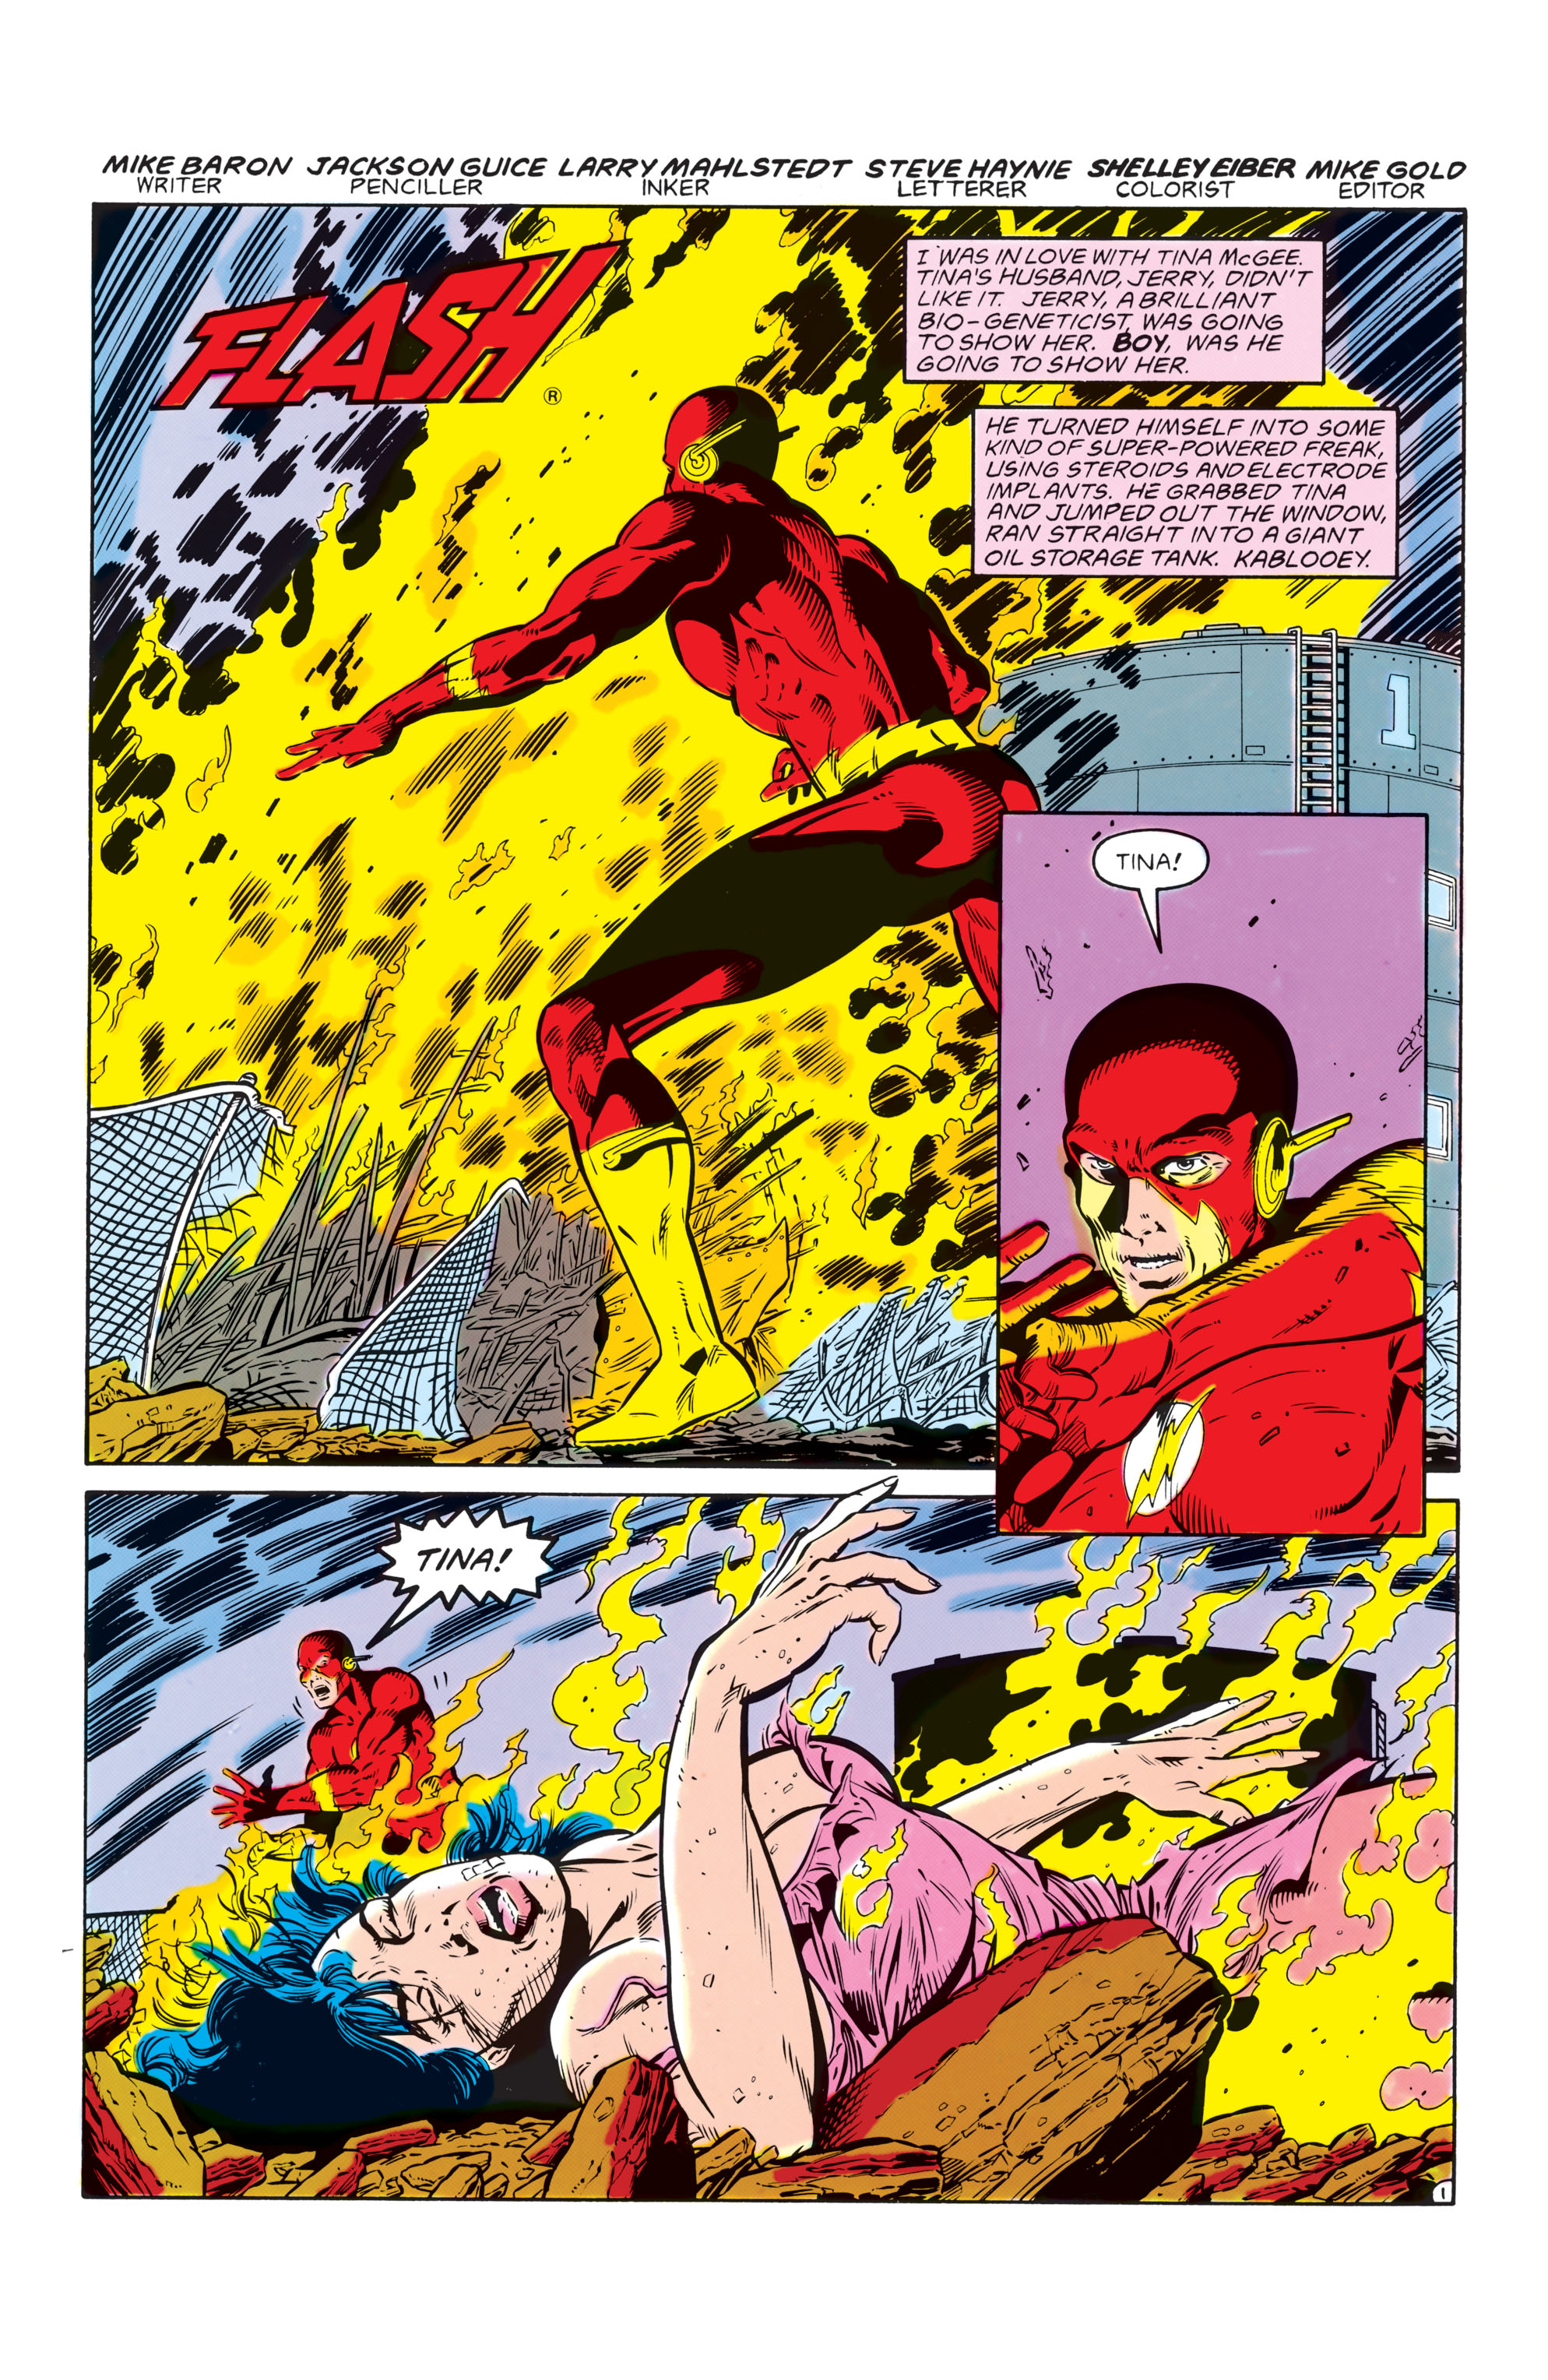 MIKE BARON JACKSON GUICE LARRY MAHLSTEDT STEVE HAYNIE SHELLEY EIBER MIKE GOLD
WRITER PENCILLER INKER LETTERER COLORIST EDITOR
FLASH ®
I WAS IN LOVE WITH TINA McGEE.
TINA'S HUSBAND, JERRY, DIDN'T
LIKE IT. JERRY, A BRILLIANT
BIO-GENETICIST, WAS GOING
TO SHOW HER. BOY, WAS HE
GOING TO SHOW HER.
HE TURNED HIMSELF INTO SOME
KIND OF SUPER-POWERED FREAK,
USING STEROIDS AND ELECTRODE
IMPLANTS. HE GRABBED TINA
AND JUMPED OUT THE WINDOW,
RAN STRAIGHT INTO A GIANT
OIL STORAGE TANK. KABLOOEY.
1
TINA!
TINA!
1